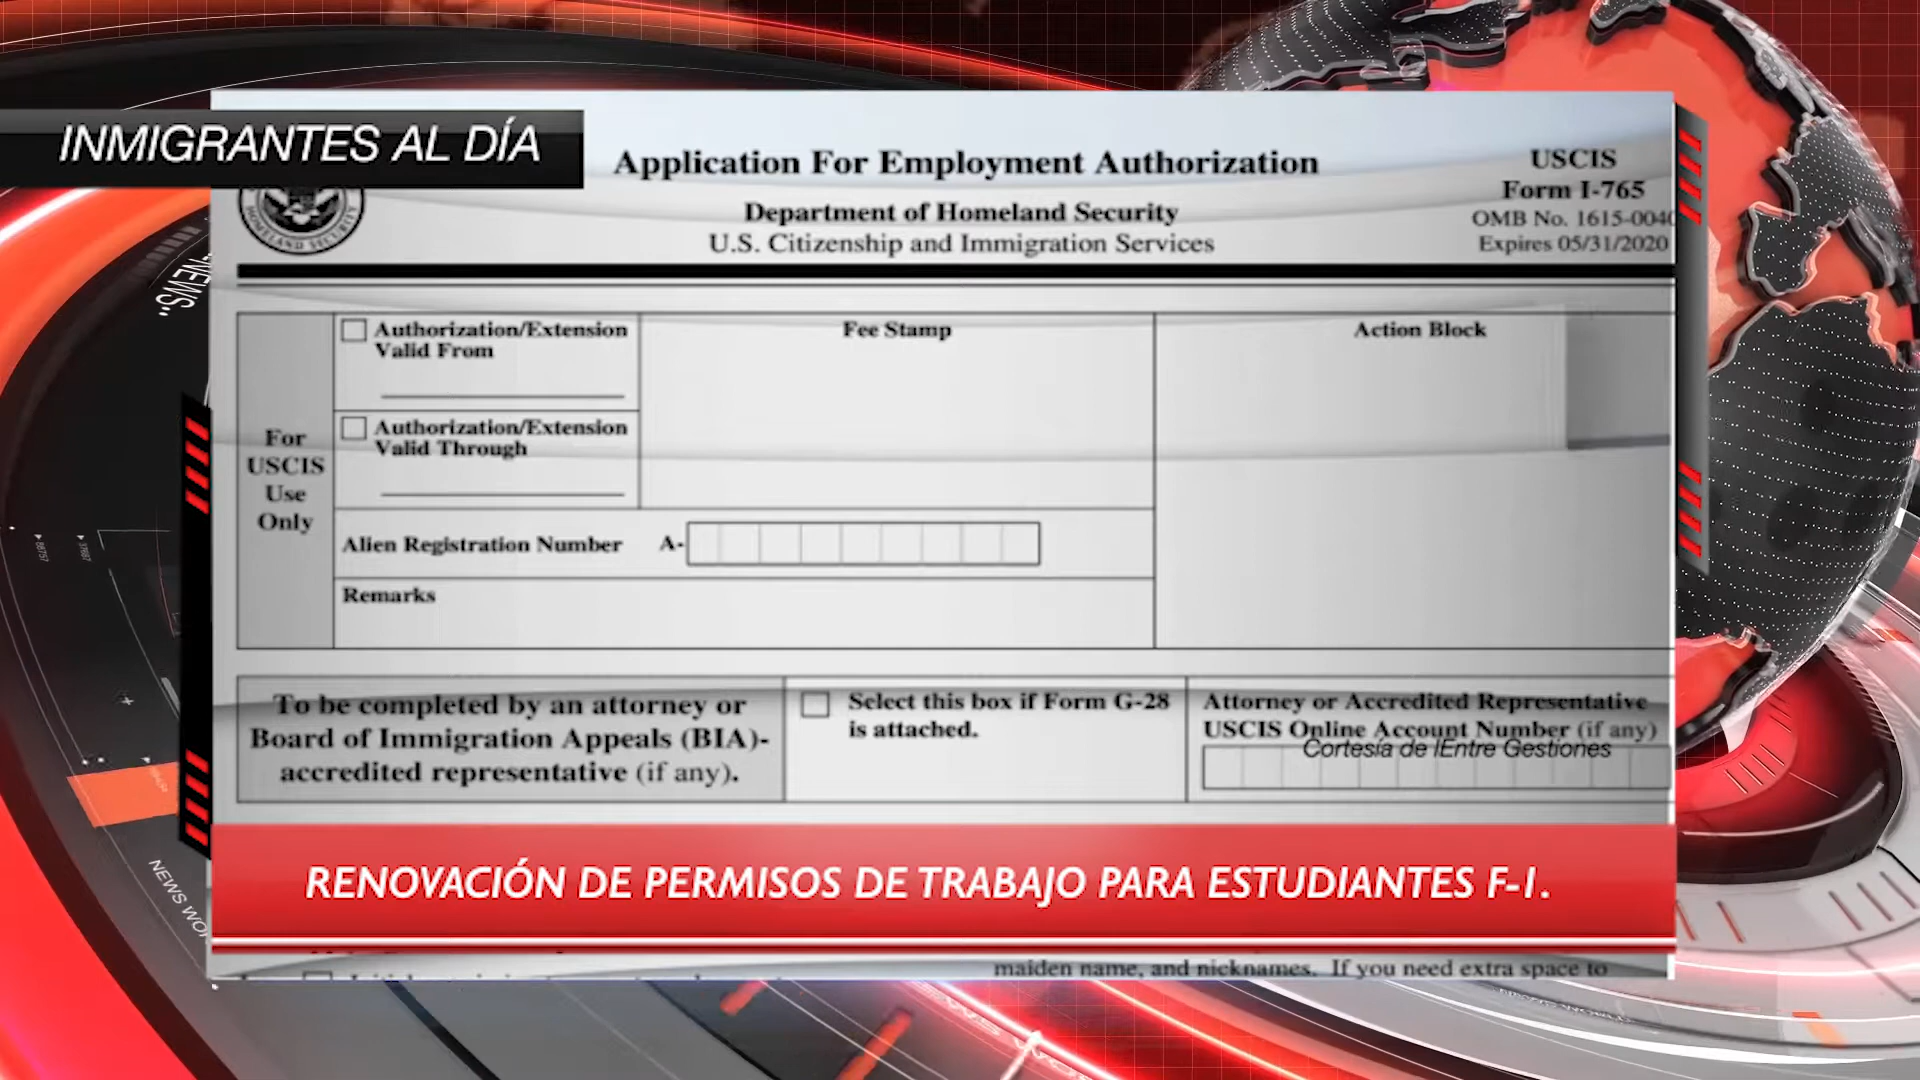 INMIGRANTES AL DÍA
Application For Employment Authorization
Department of Homeland Security
U.S. Citizenship and Immigration Services
USCIS
Form I-765
OMB No. 1615-0040
Expires 05/31/2020
HOMELAND SECURITY
NEWS
For
USCIS
Use
Only
Authorization/Extension
Valid From
Authorization/Extension
Valid Through
Fee Stamp
Action Block
Alien Registration Number A-
Remarks
To be completed by an attorney or
Board of Immigration Appeals (BIA)-
accredited representative (if any).
Select this box if Form G-28
is attached.
Attorney or Accredited Representative
USCIS Online Account Number (if any)
Cortesía de lEntre Gestiones
RENOVACIÓN DE PERMISOS DE TRABAJO PARA ESTUDIANTES F-1.
NEWS WOR
maiden name, and nicknames. If you need extra space to